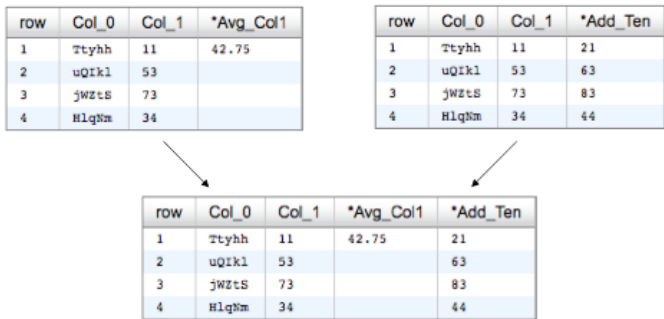 row Col_0 Col_1 *Avg_Col1
1 Ttyhh 11 42.75
2 uQIkl 53
3 jWZtS 73
4 HlqNm 34
row Col_0 Col_1 *Add_Ten
1 Ttyhh 11 21
2 uQIkl 53 63
3 jWZtS 73 83
4 HlqNm 34 44
row Col_0 Col_1 *Avg_Col1 *Add_Ten
1 Ttyhh 11 42.75 21
2 uQIkl 53 63
3 jWZtS 73 83
4 HlqNm 34 44